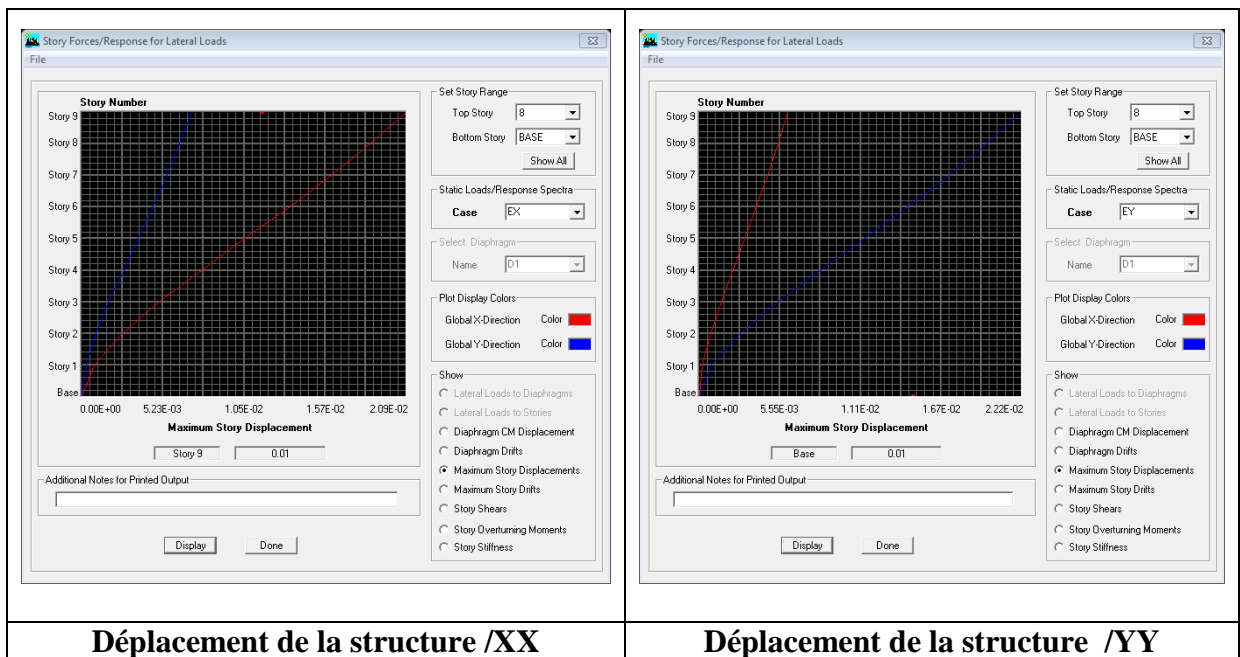 Story Forces/Response for Lateral Loads
File
Story Number
Story 9
Story 8
Story 7
Story 6
Story 5
Story 4
Story 3
Story 2
Story 1
Base
0.00E+00 5.23E-03 1.05E-02 1.57E-02 2.09E-02
Maximum Story Displacement
Story 9 0.01
Additional Notes for Printed Output
Display Done
Set Story Range
Top Story 8
Bottom Story BASE
Show All
Static Loads/Response Spectra
Case EX
Select Diaphragm
Name D1
Plot Display Colors
Global X-Direction Color
Global Y-Direction Color
Show
Lateral Loads to Diaphragms
Lateral Loads to Stories
Diaphragm CM Displacement
Diaphragm Drifts
Maximum Story Displacements
Maximum Story Drifts
Story Shears
Story Overturning Moments
Story Stiffness
Déplacement de la structure /XX
Story Forces/Response for Lateral Loads
File
Story Number
Story 9
Story 8
Story 7
Story 6
Story 5
Story 4
Story 3
Story 2
Story 1
Base
0.00E+00 5.55E-03 1.11E-02 1.67E-02 2.22E-02
Maximum Story Displacement
Base 0.01
Additional Notes for Printed Output
Display Done
Set Story Range
Top Story 8
Bottom Story BASE
Show All
Static Loads/Response Spectra
Case EY
Select Diaphragm
Name D1
Plot Display Colors
Global X-Direction Color
Global Y-Direction Color
Show
Lateral Loads to Diaphragms
Lateral Loads to Stories
Diaphragm CM Displacement
Diaphragm Drifts
Maximum Story Displacements
Maximum Story Drifts
Story Shears
Story Overturning Moments
Story Stiffness
Déplacement de la structure /YY